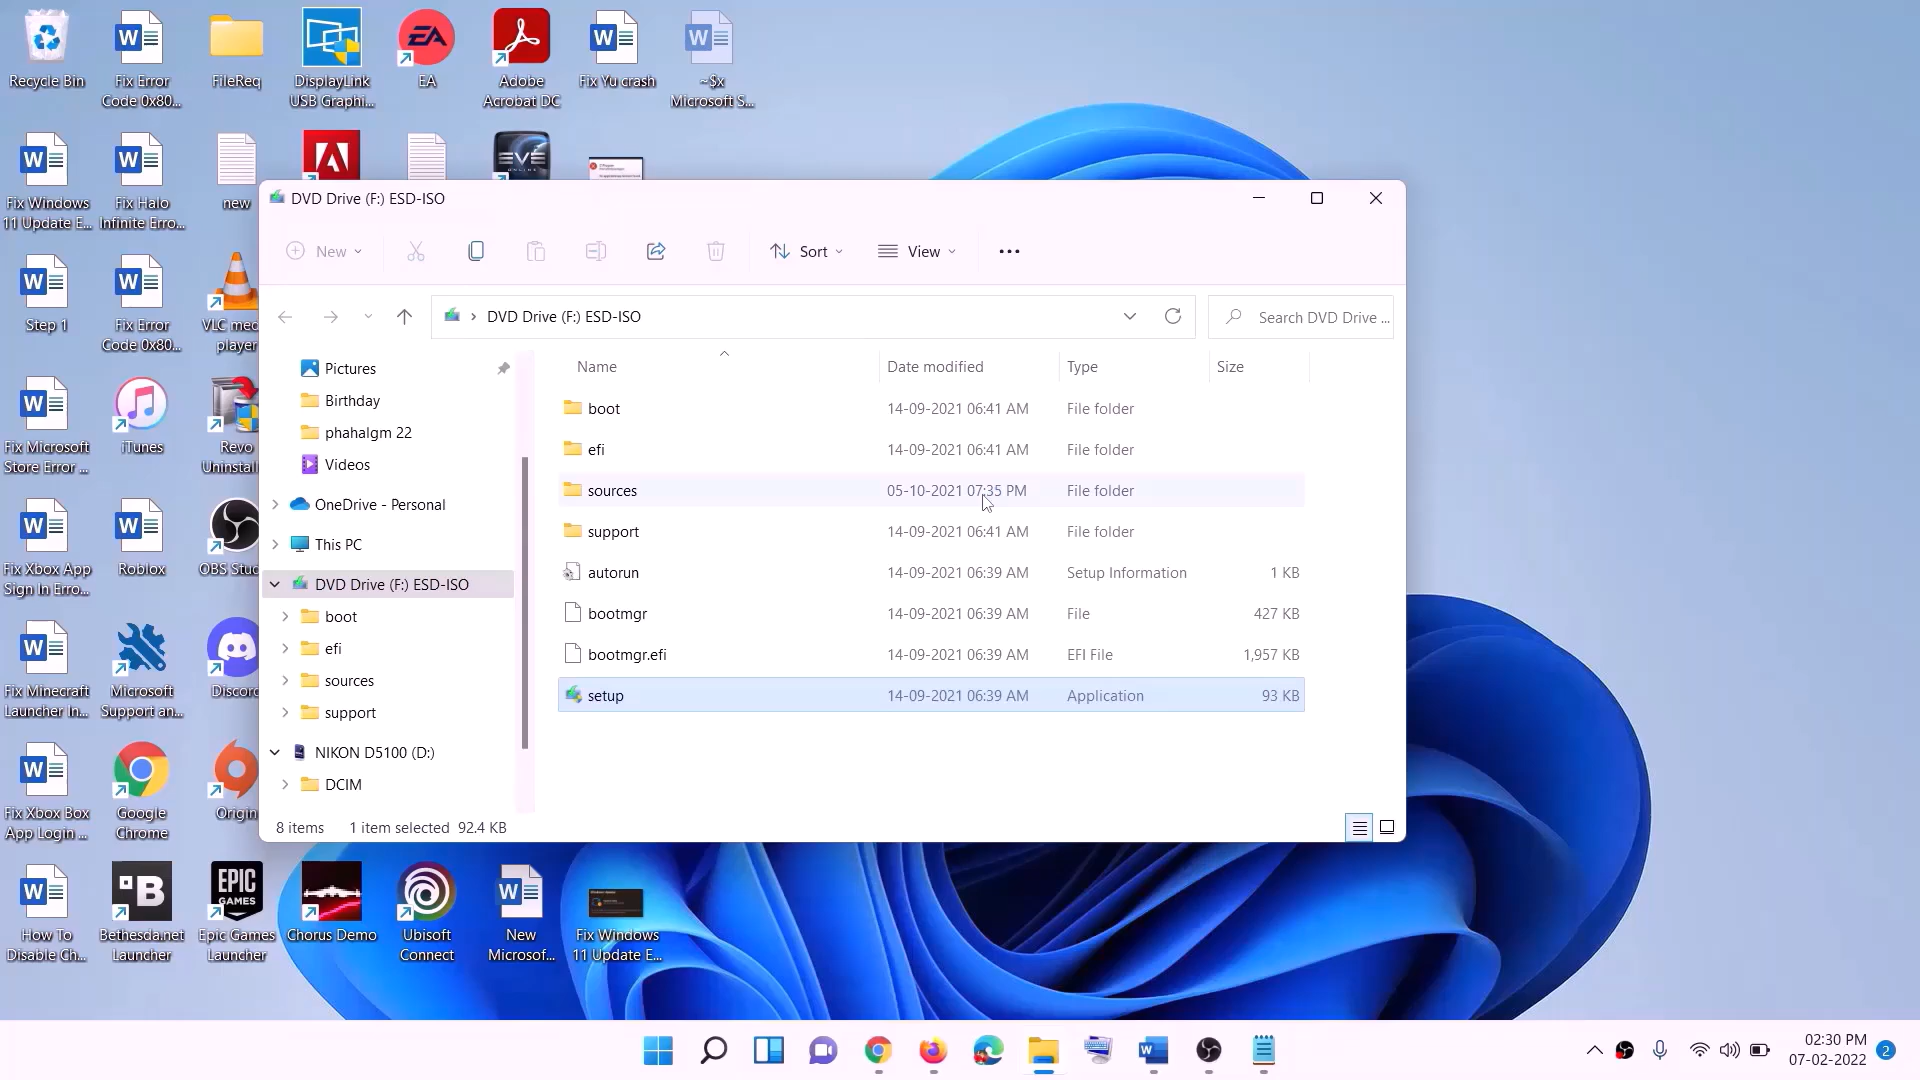 Recycle Bin
Fix Error
Code 0x80...
FileReq
DisplayLink
USB Graphi...
EA
Adobe
Acrobat DC
Fix Yu crash
~$x
Microsoft S...
Fix Windows
11 Update E...
Fix Halo
Infinite Erro...
new
EVE
ONLINE
Step 1
Fix Error
Code 0x80...
VLC med
player
Fix Microsoft
Store Error ...
iTunes
Revo
Uninstall
Fix Xbox App
Sign In Erro...
Roblox
OBS Stud
Fix Minecraft
Launcher In...
Microsoft
Support an...
Discord
Fix Xbox Box
App Login ...
Google
Chrome
Origin
How To
Disable Ch...
Bethesda.net
Launcher
EPIC
GAMES
Epic Games
Launcher
Chorus Demo
Ubisoft
Connect
New
Microsof...
Fix Windows
11 Update E...
DVD Drive (F:) ESD-ISO
New
Sort
View
DVD Drive (F:) ESD-ISO
Search DVD Drive ...
Pictures
Birthday
phahalgm 22
Videos
OneDrive - Personal
This PC
DVD Drive (F:) ESD-ISO
boot
efi
sources
support
NIKON D5100 (D:)
DCIM
Name Date modified Type Size
boot 14-09-2021 06:41 AM File folder
efi 14-09-2021 06:41 AM File folder
sources 05-10-2021 07:35 PM File folder
support 14-09-2021 06:41 AM File folder
autorun 14-09-2021 06:39 AM Setup Information 1 KB
bootmgr 14-09-2021 06:39 AM File 427 KB
bootmgr.efi 14-09-2021 06:39 AM EFI File 1,957 KB
setup 14-09-2021 06:39 AM Application 93 KB
8 items 1 item selected 92.4 KB
02:30 PM
07-02-2022
2